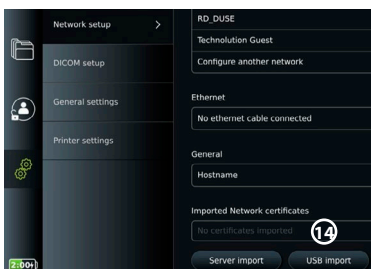 Network setup >
DICOM setup
General settings
Printer settings
RD_DUSE
Technolution Guest
Configure another network
Ethernet
No ethernet cable connected
General
Hostname
Imported Network certificates
No certificates imported
14
Server import
USB import
2:00+